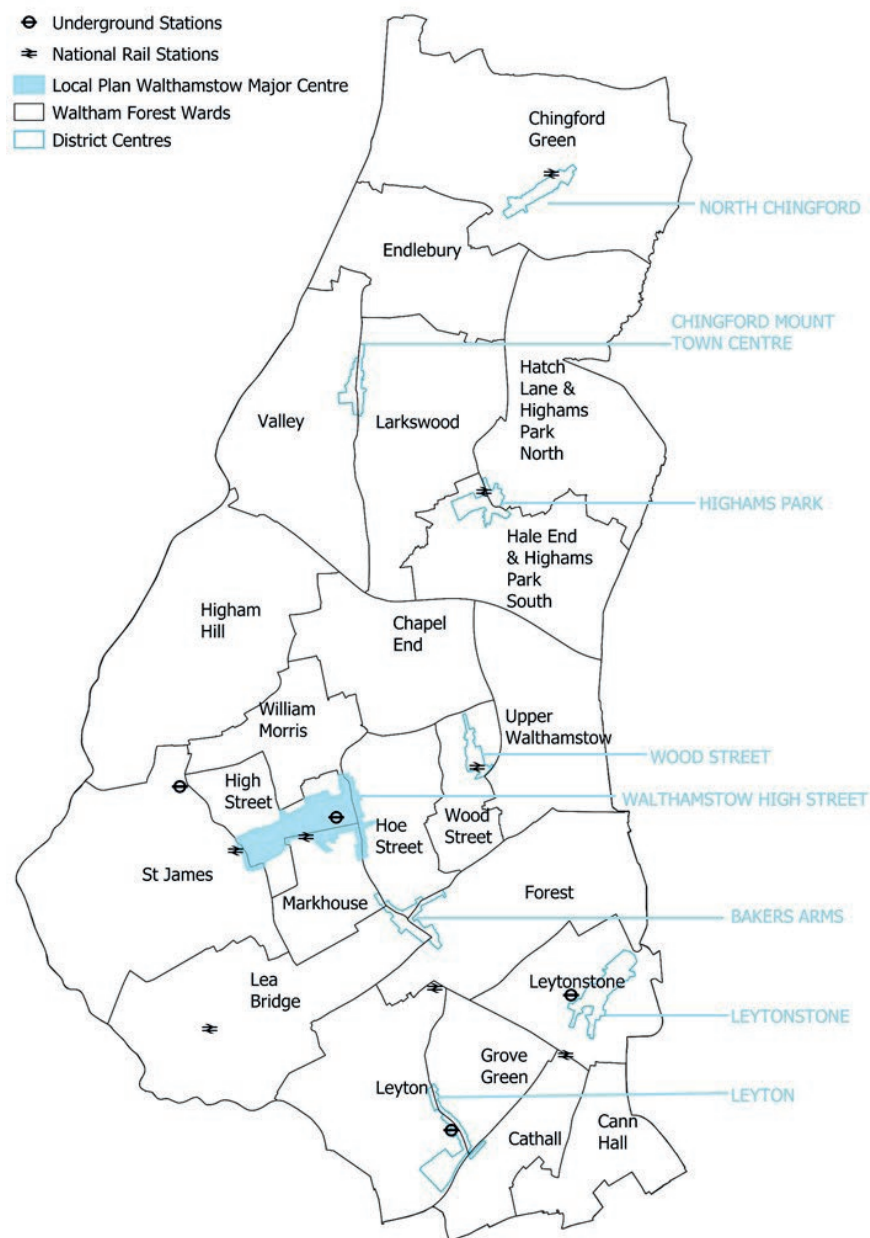 Underground Stations
National Rail Stations
Local Plan Walthamstow Major Centre
Waltham Forest Wards
District Centres
Chingford
Green
NORTH CHINGFORD
Endlebury
CHINGFORD MOUNT
TOWN CENTRE
Hatch
Lane &
Highams
Park
North
Valley
Larkswood
HIGHAMS PARK
Hale End
& Highams
Park
South
Higham
Hill
Chapel
End
William
Morris
Upper
Walthamstow
WOOD STREET
High
Street
WALTHAMSTOW HIGH STREET
Hoe
Street
Wood
Street
St James
Markhouse
Forest
BAKERS ARMS
Lea
Bridge
Leytonstone
LEYTONSTONE
Grove
Green
Leyton
LEYTON
Cathall
Cann
Hall